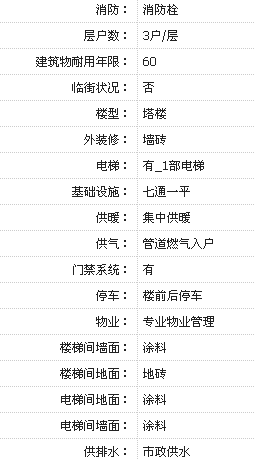 消防： 消防栓
层户数： 3户/层
建筑物耐用年限： 60
临街状况： 否
楼型： 塔楼
外装修： 墙砖
电梯： 有_1部电梯
基础设施： 七通一平
供暖： 集中供暖
供气： 管道燃气入户
门禁系统： 有
停车： 楼前后停车
物业： 专业物业管理
楼梯间墙面： 涂料
楼梯间地面： 地砖
电梯间地面： 涂料
电梯间墙面： 涂料
供排水： 市政供水